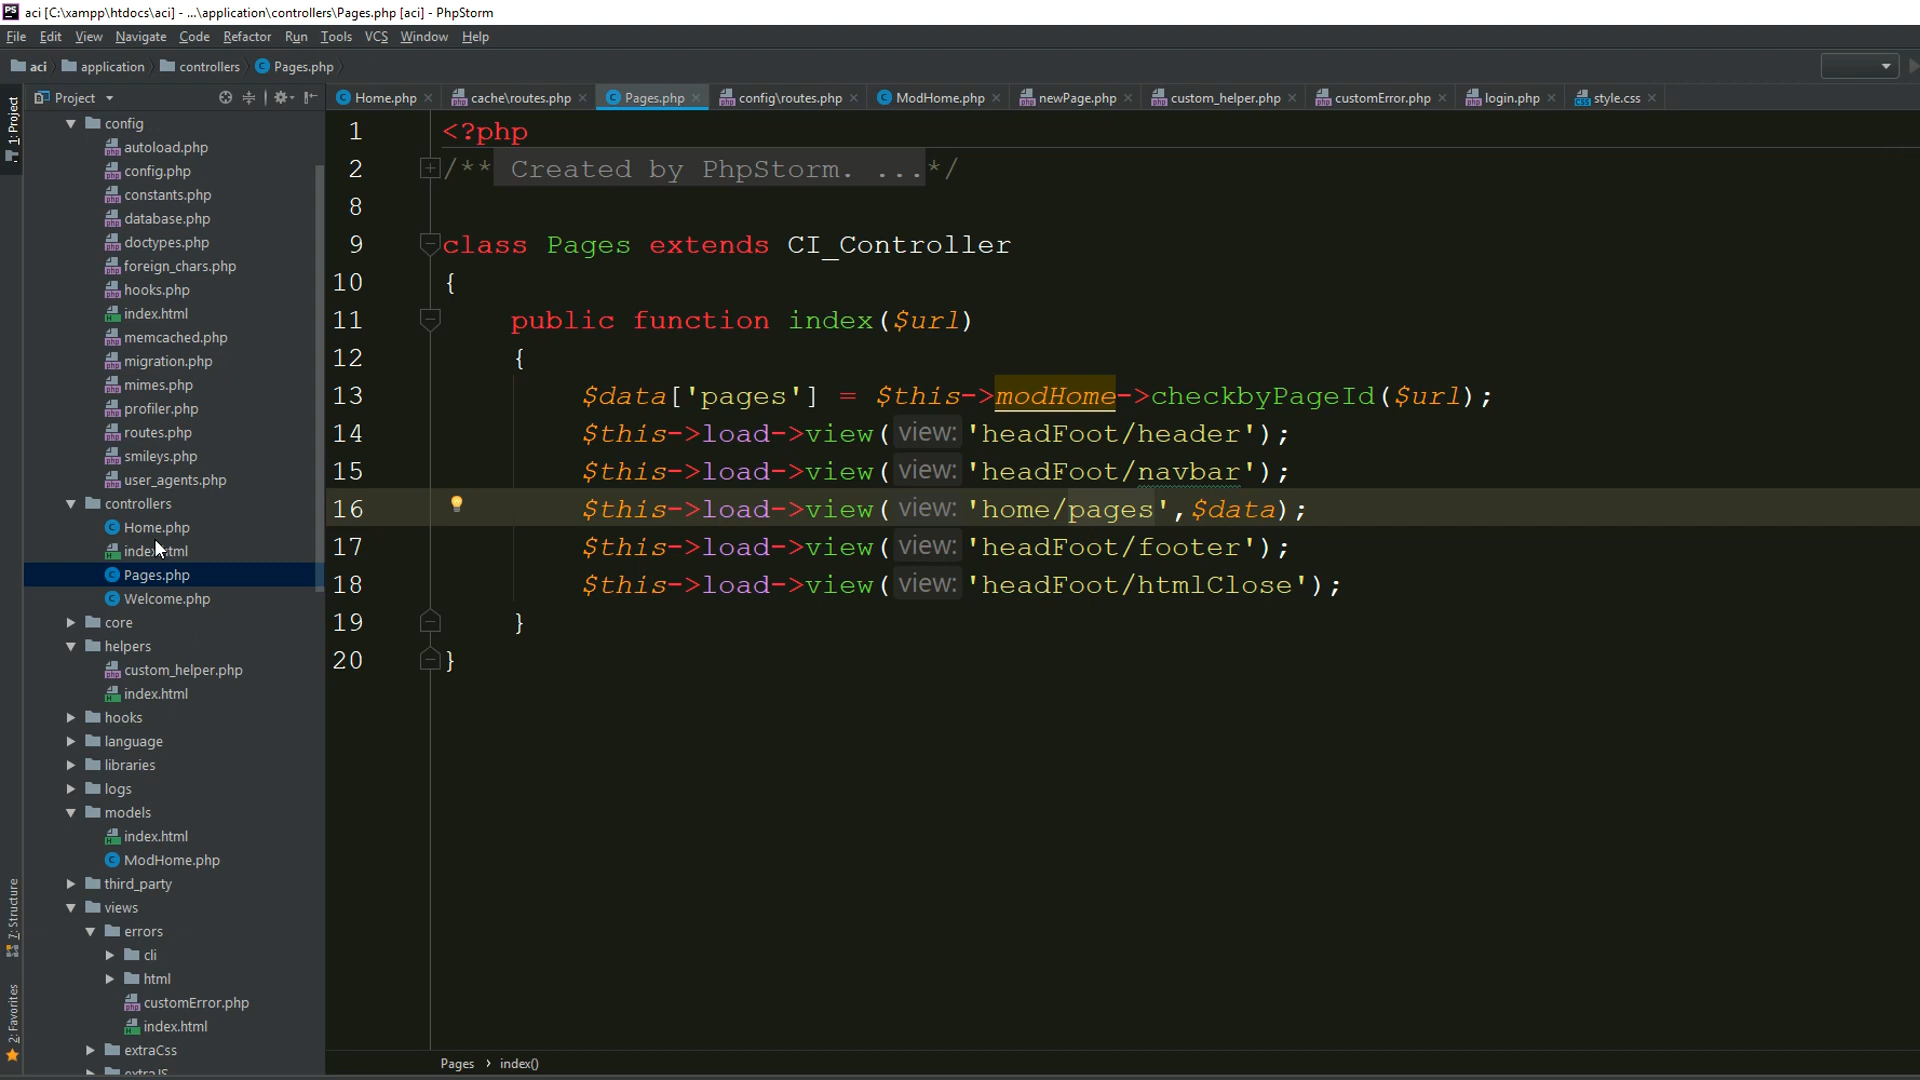 aci [C:\xampp\htdocs\aci] - ...\application\controllers\Pages.php [aci] - PhpStorm
File Edit View Navigate Code Refactor Run Tools VCS Window Help
aci application controllers Pages.php
Project
Home.php cache\routes.php Pages.php config\routes.php ModHome.php newPage.php custom_helper.php customError.php login.php style.css
1: Project
7: Structure
2: Favorites
config
autoload.php
config.php
constants.php
database.php
doctypes.php
foreign_chars.php
hooks.php
index.html
memcached.php
migration.php
mimes.php
profiler.php
routes.php
smileys.php
user_agents.php
controllers
Home.php
index.html
Pages.php
Welcome.php
core
helpers
custom_helper.php
index.html
hooks
language
libraries
logs
models
index.html
ModHome.php
third_party
views
errors
cli
html
customError.php
index.html
extraCss
extraJS
1 <?php
2 /** Created by PhpStorm. ...*/
8
9 class Pages extends CI_Controller
10 {
11 public function index($url)
12 {
13 $data['pages'] = $this->modHome->checkbyPageId($url);
14 $this->load->view( view: 'headFoot/header');
15 $this->load->view( view: 'headFoot/navbar');
16 $this->load->view( view: 'home/pages',$data);
17 $this->load->view( view: 'headFoot/footer');
18 $this->load->view( view: 'headFoot/htmlClose');
19 }
20 }
Pages › index()